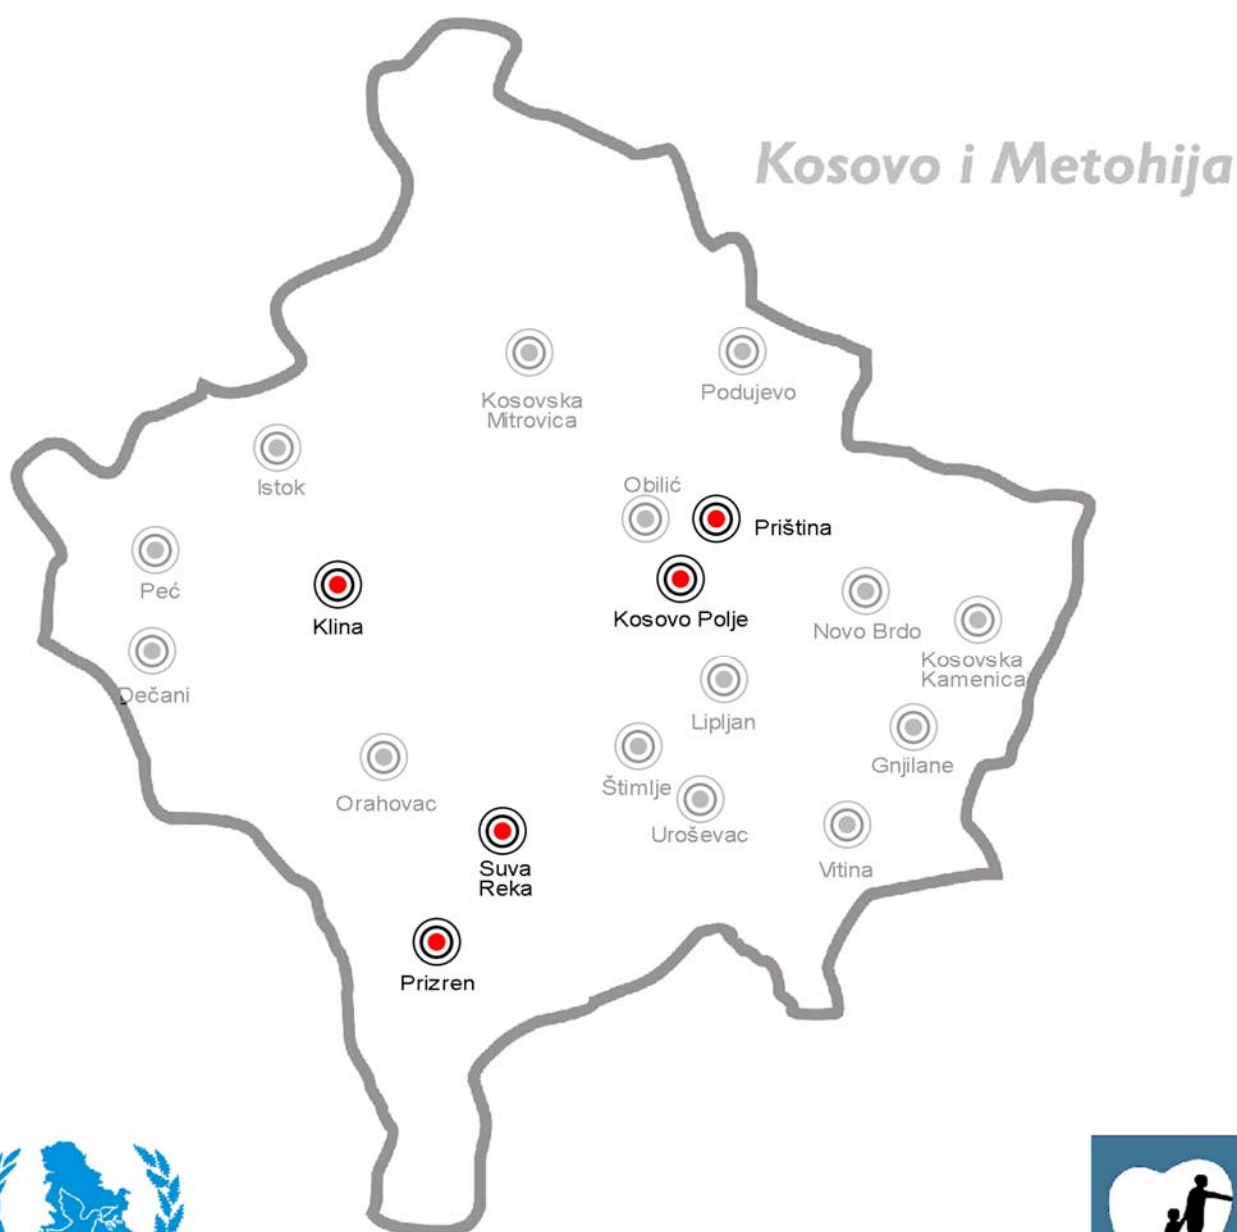 Kosovo i Metohija
Kosovska
Mitrovica
Podujevo
Istok
Obilić
Priština
Peć
Klina
Kosovo Polje
Novo Brdo
Kosovska
Kamenica
Dečani
Lipljan
Gnjilane
Orahovac
Štimlje
Uroševac
Suva
Reka
Vitina
Prizren